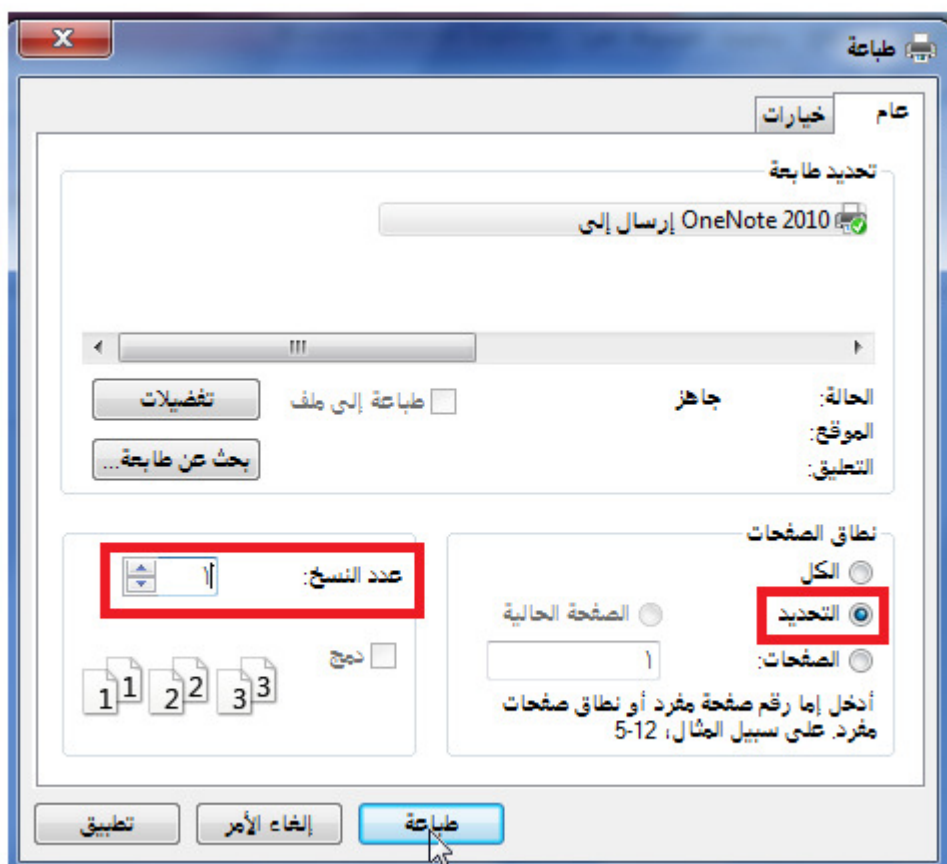 طباعة
عام
خيارات
تحديد طابعة
OneNote 2010 إرسال إلى
الحالة:
جاهز
طباعة إلى ملف
تفضيلات
الموقع:
التعليق:
بحث عن طابعة...
نطاق الصفحات
الكل
التحديد
الصفحة الحالية
الصفحات:
١
أدخل إما رقم صفحة مفرد أو نطاق صفحات
مفرد. على سبيل المثال، 12-5
عدد النسخ:
١
دمج
1 1 2 2 3 3
طباعة
إلغاء الأمر
تطبيق